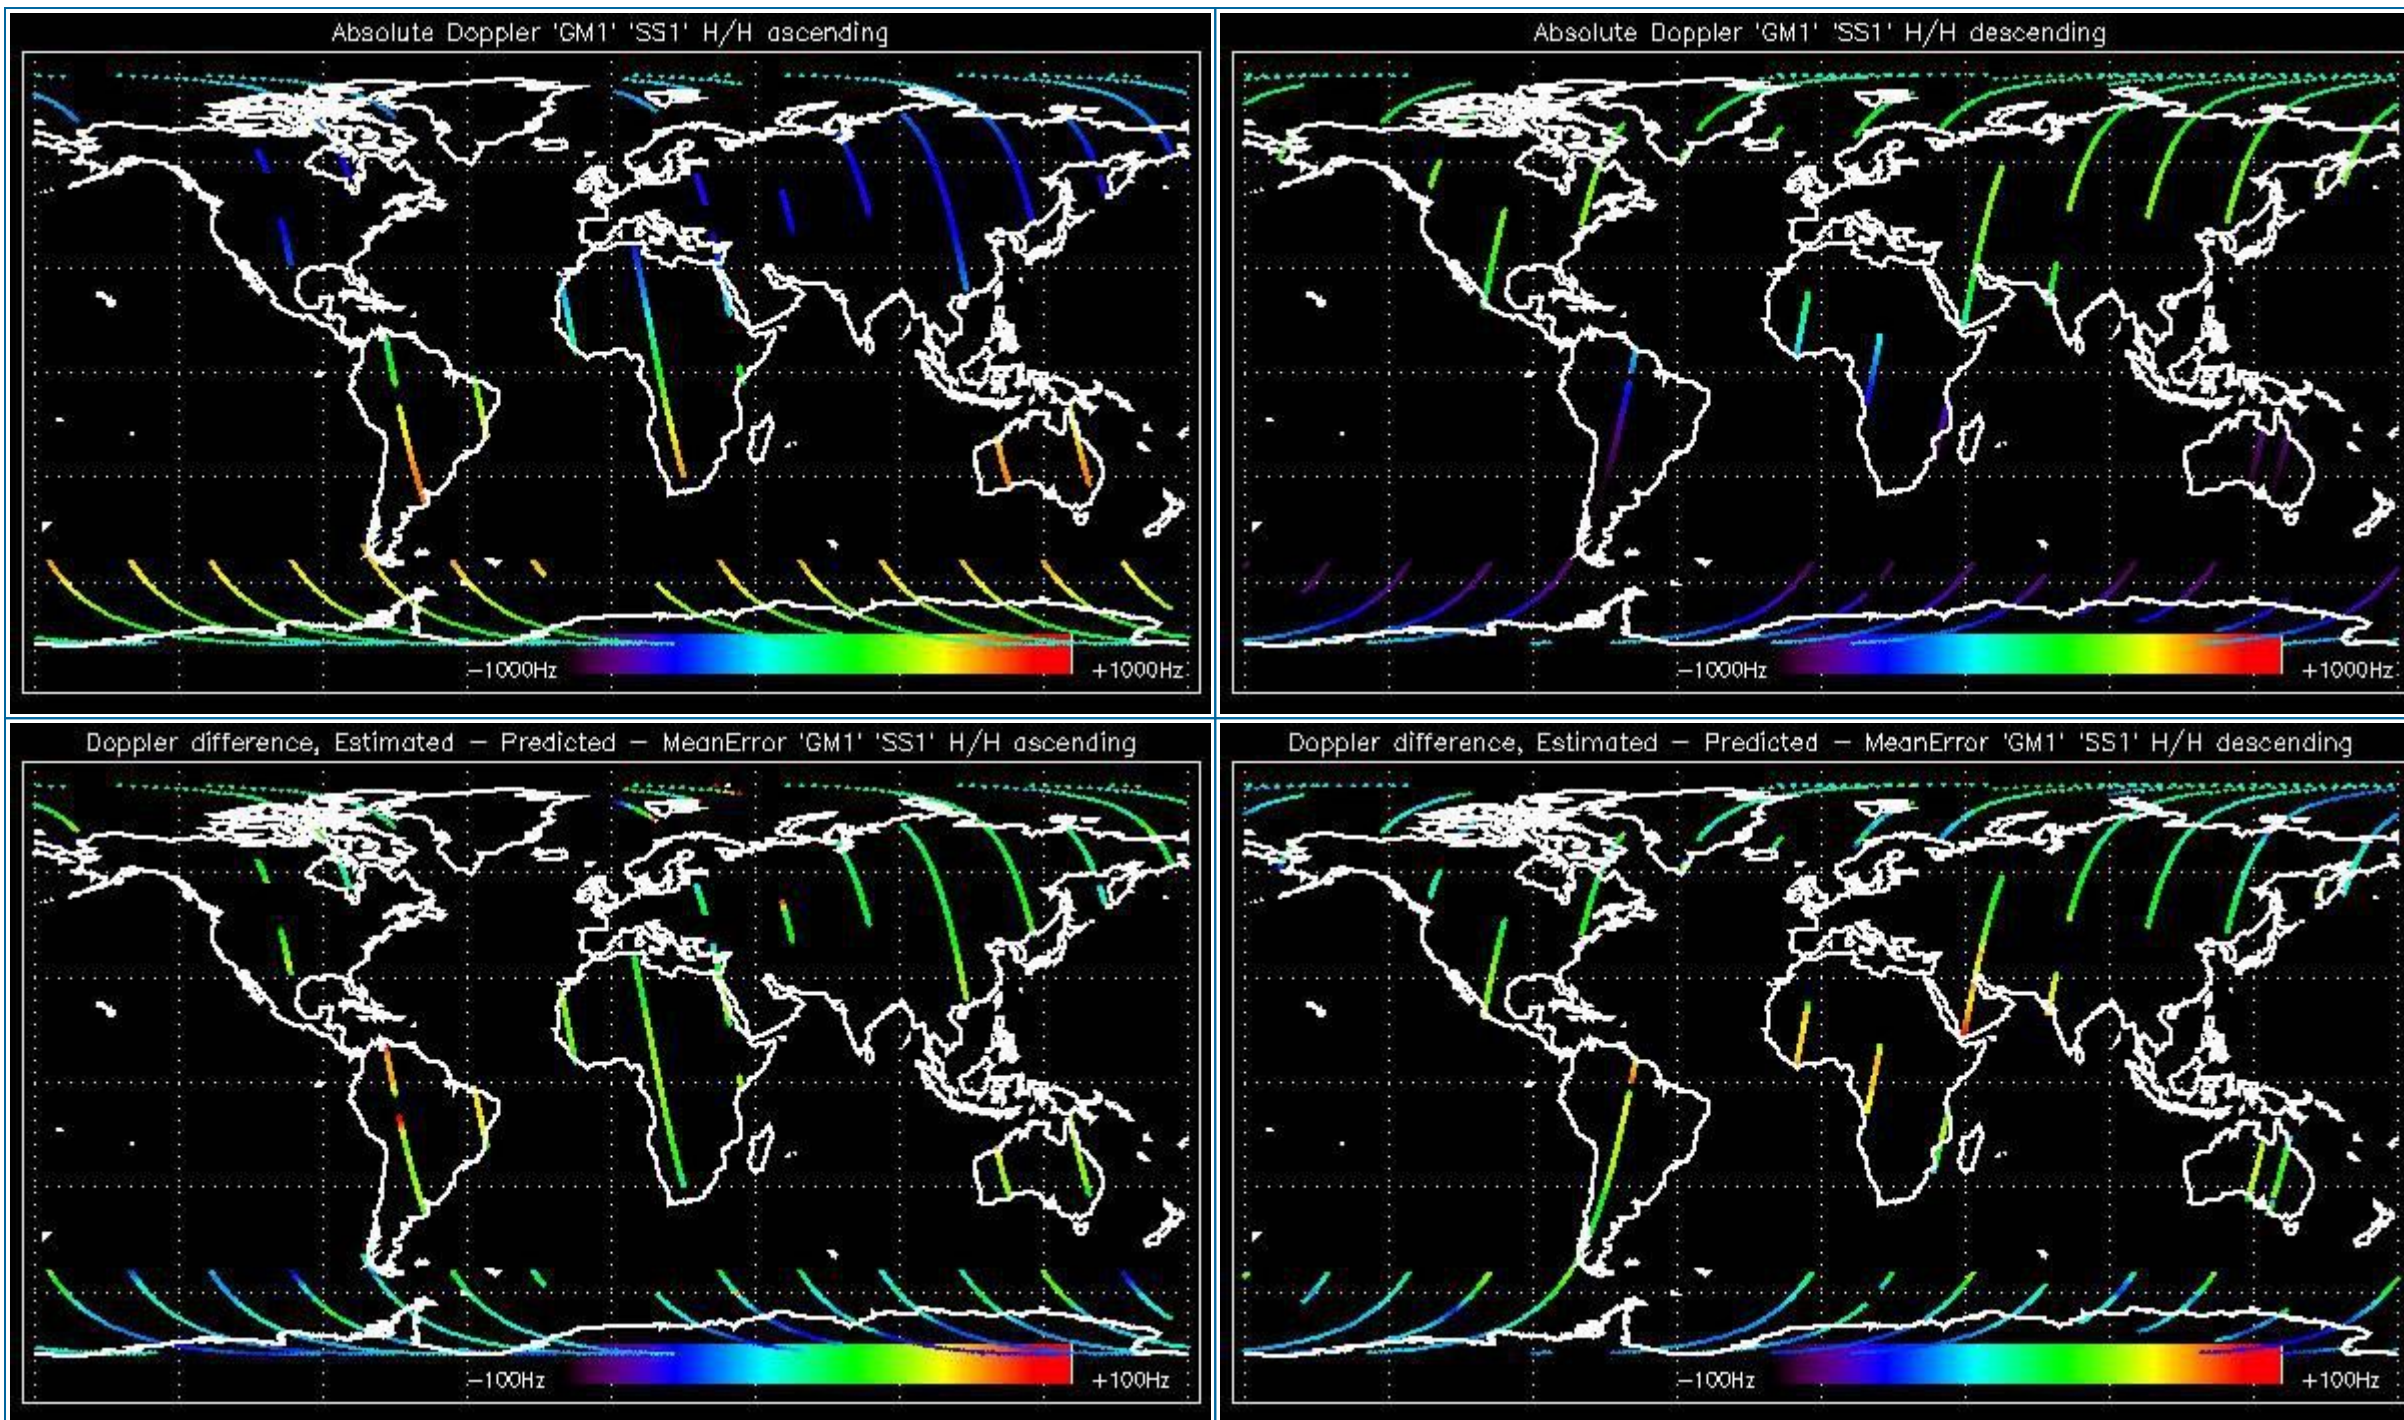 Absolute Doppler 'GM1' 'SS1' H/H ascending
−1000Hz
+1000Hz
Absolute Doppler 'GM1' 'SS1' H/H descending
−1000Hz
+1000Hz
Doppler difference, Estimated − Predicted − MeanError 'GM1' 'SS1' H/H ascending
−100Hz
+100Hz
Doppler difference, Estimated − Predicted − MeanError 'GM1' 'SS1' H/H descending
−100Hz
+100Hz